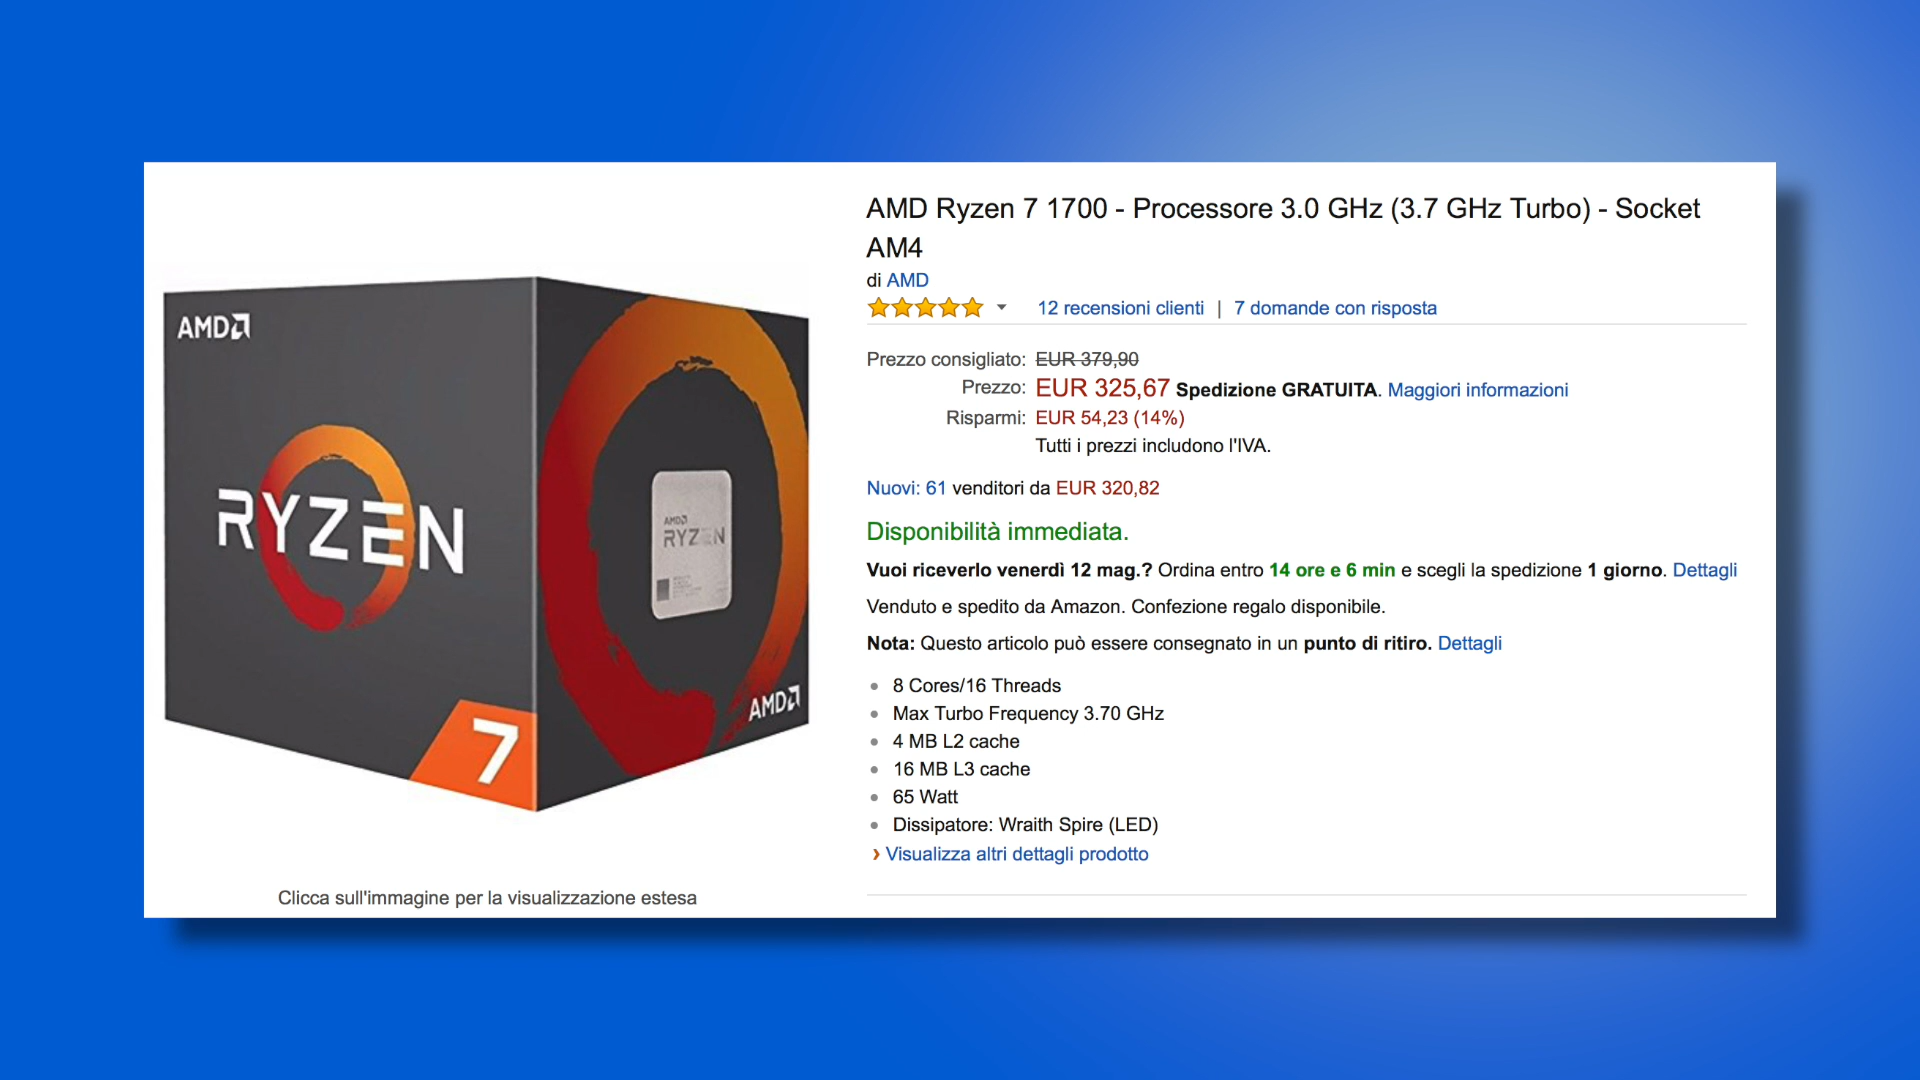 AMD
RYZEN
7
AMD
RYZEN
AMD
Clicca sull'immagine per la visualizzazione estesa
AMD Ryzen 7 1700 - Processore 3.0 GHz (3.7 GHz Turbo) - Socket
AM4
di AMD
12 recensioni clienti | 7 domande con risposta
Prezzo consigliato: EUR 379,90
Prezzo: EUR 325,67 Spedizione GRATUITA. Maggiori informazioni
Risparmi: EUR 54,23 (14%)
Tutti i prezzi includono l'IVA.
Nuovi: 61 venditori da EUR 320,82
Disponibilità immediata.
Vuoi riceverlo venerdì 12 mag.? Ordina entro 14 ore e 6 min e scegli la spedizione 1 giorno. Dettagli
Venduto e spedito da Amazon. Confezione regalo disponibile.
Nota: Questo articolo può essere consegnato in un punto di ritiro. Dettagli
8 Cores/16 Threads
Max Turbo Frequency 3.70 GHz
4 MB L2 cache
16 MB L3 cache
65 Watt
Dissipatore: Wraith Spire (LED)
› Visualizza altri dettagli prodotto